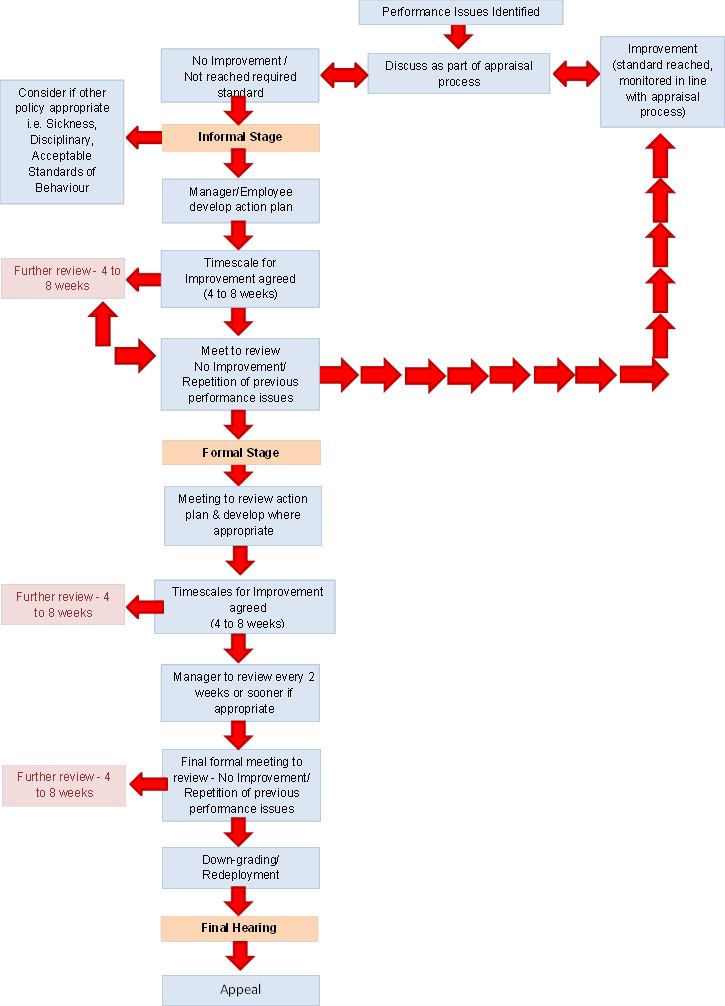 Performance Issues Identified
No Improvement /
Not reached required
standard
Discuss as part of appraisal
process
Improvement
(standard reached,
monitored in line
with appraisal
process)
Consider if other
policy appropriate
i.e. Sickness,
Disciplinary,
Acceptable
Standards of
Behaviour
Informal Stage
Manager/Employee
develop action plan
Further review - 4 to
8 weeks
Timescale for
Improvement agreed
(4 to 8 weeks)
Meet to review
No Improvement/
Repetition of previous
performance issues
Formal Stage
Meeting to review action
plan & develop where
appropriate
Further review - 4
to 8 weeks
Timescales for Improvement
agreed
(4 to 8 weeks)
Manager to review every 2
weeks or sooner if
appropriate
Further review - 4
to 8 weeks
Final formal meeting to
review - No Improvement/
Repetition of previous
performance issues
Down-grading/
Redeployment
Final Hearing
Appeal